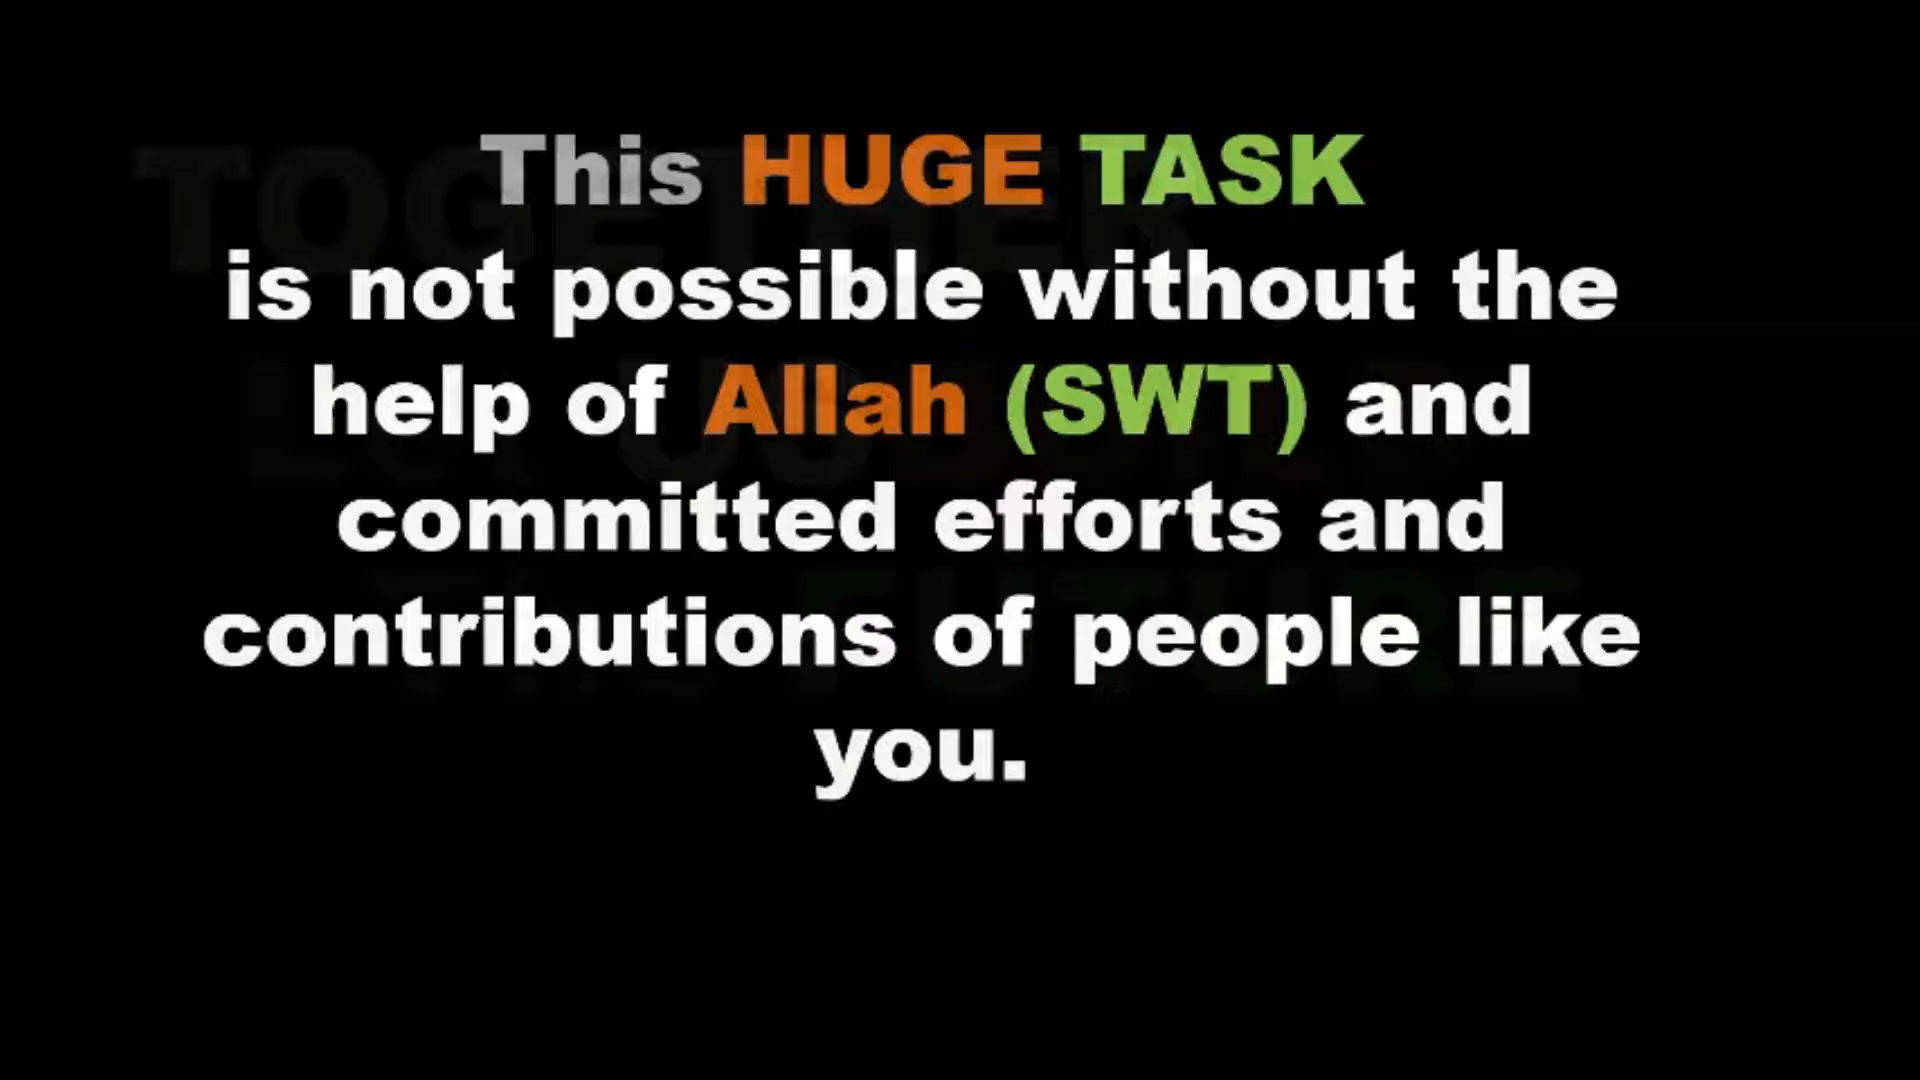 This HUGE TASK
is not possible without the
help of Allah (SWT) and
committed efforts and
contributions of people like
you.